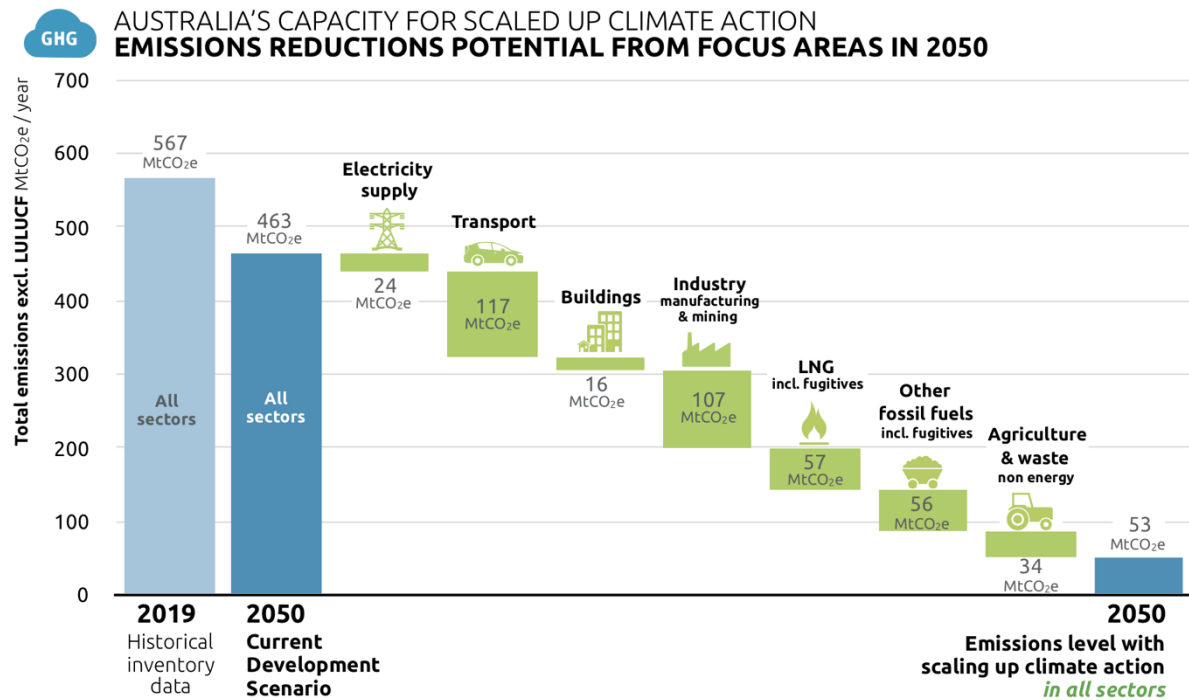 GHG
AUSTRALIA'S CAPACITY FOR SCALED UP CLIMATE ACTION
EMISSIONS REDUCTIONS POTENTIAL FROM FOCUS AREAS IN 2050
Total emissions excl. LULUCF MtCO₂e / year
700
600
500
400
300
200
100
0
567
MtCO₂e
All
sectors
463
MtCO₂e
All
sectors
Electricity
supply
24
MtCO₂e
Transport
117
MtCO₂e
Buildings
16
MtCO₂e
Industry
manufacturing
& mining
107
MtCO₂e
LNG
incl. fugitives
57
MtCO₂e
Other
fossil fuels
incl. fugitives
56
MtCO₂e
Agriculture
& waste
non energy
34
MtCO₂e
53
MtCO₂e
2019
Historical
inventory
data
2050
Current
Development
Scenario
2050
Emissions level with
scaling up climate action
in all sectors